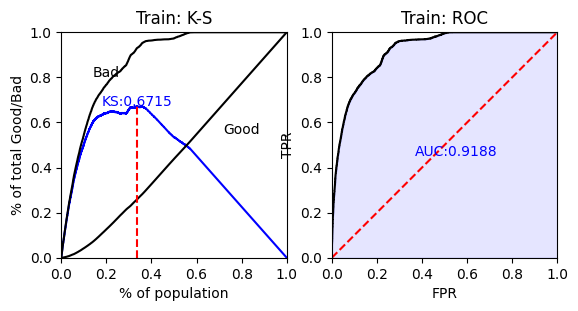 Train: K-S
% of total Good/Bad
1.0
0.8
0.6
0.4
0.2
0.0
Bad
KS:0.6715
Good
0.0 0.2 0.4 0.6 0.8 1.0
% of population
Train: ROC
TPR
1.0
0.8
0.6
0.4
0.2
0.0
AUC:0.9188
0.0 0.2 0.4 0.6 0.8 1.0
FPR